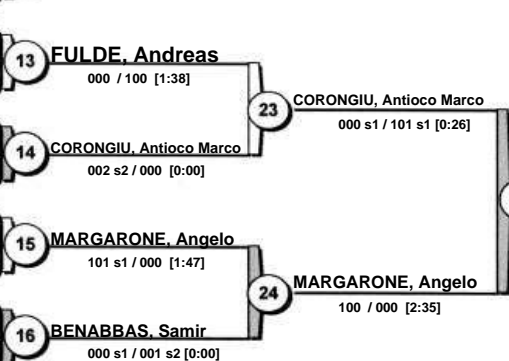 13
FULDE, Andreas
000 / 100 [1:38]
23
CORONGIU, Antioco Marco
000 s1 / 101 s1 [0:26]
14
CORONGIU, Antioco Marco
002 s2 / 000 [0:00]
15
MARGARONE, Angelo
101 s1 / 000 [1:47]
24
MARGARONE, Angelo
100 / 000 [2:35]
16
BENABBAS, Samir
000 s1 / 001 s2 [0:00]